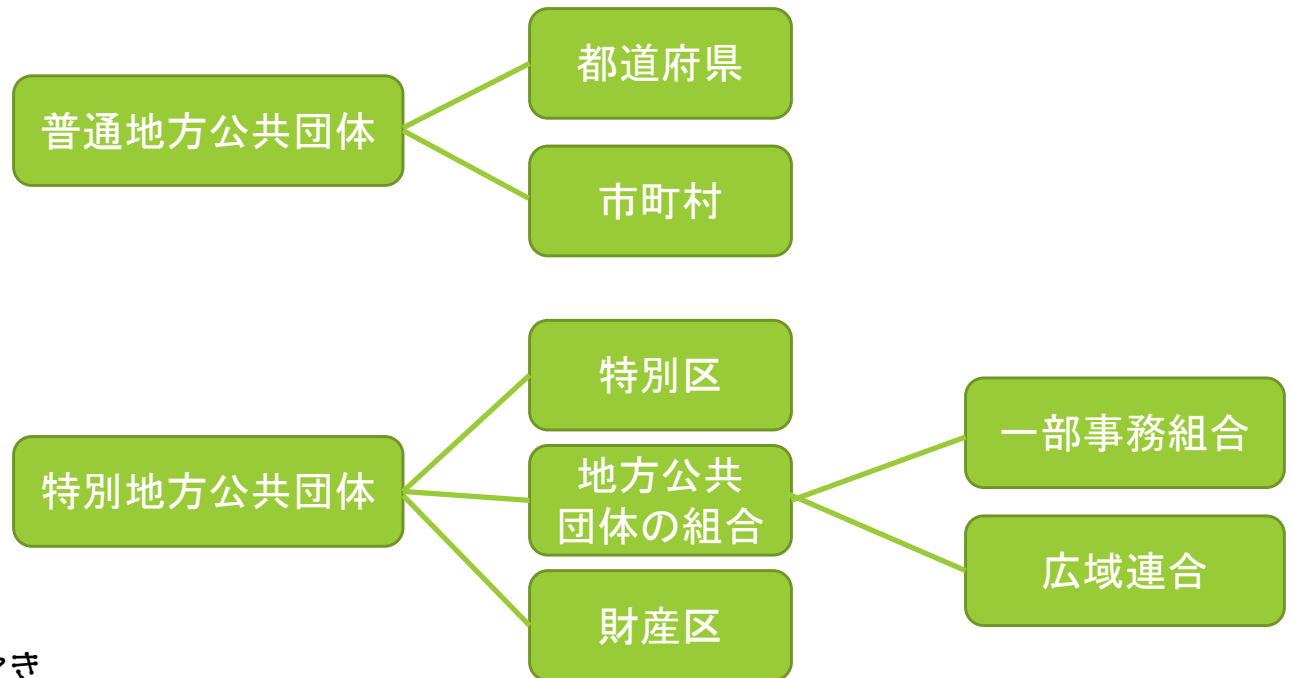 普通地方公共団体
都道府県
市町村
特別地方公共団体
特別区
地方公共
団体の組合
財産区
一部事務組合
広域連合